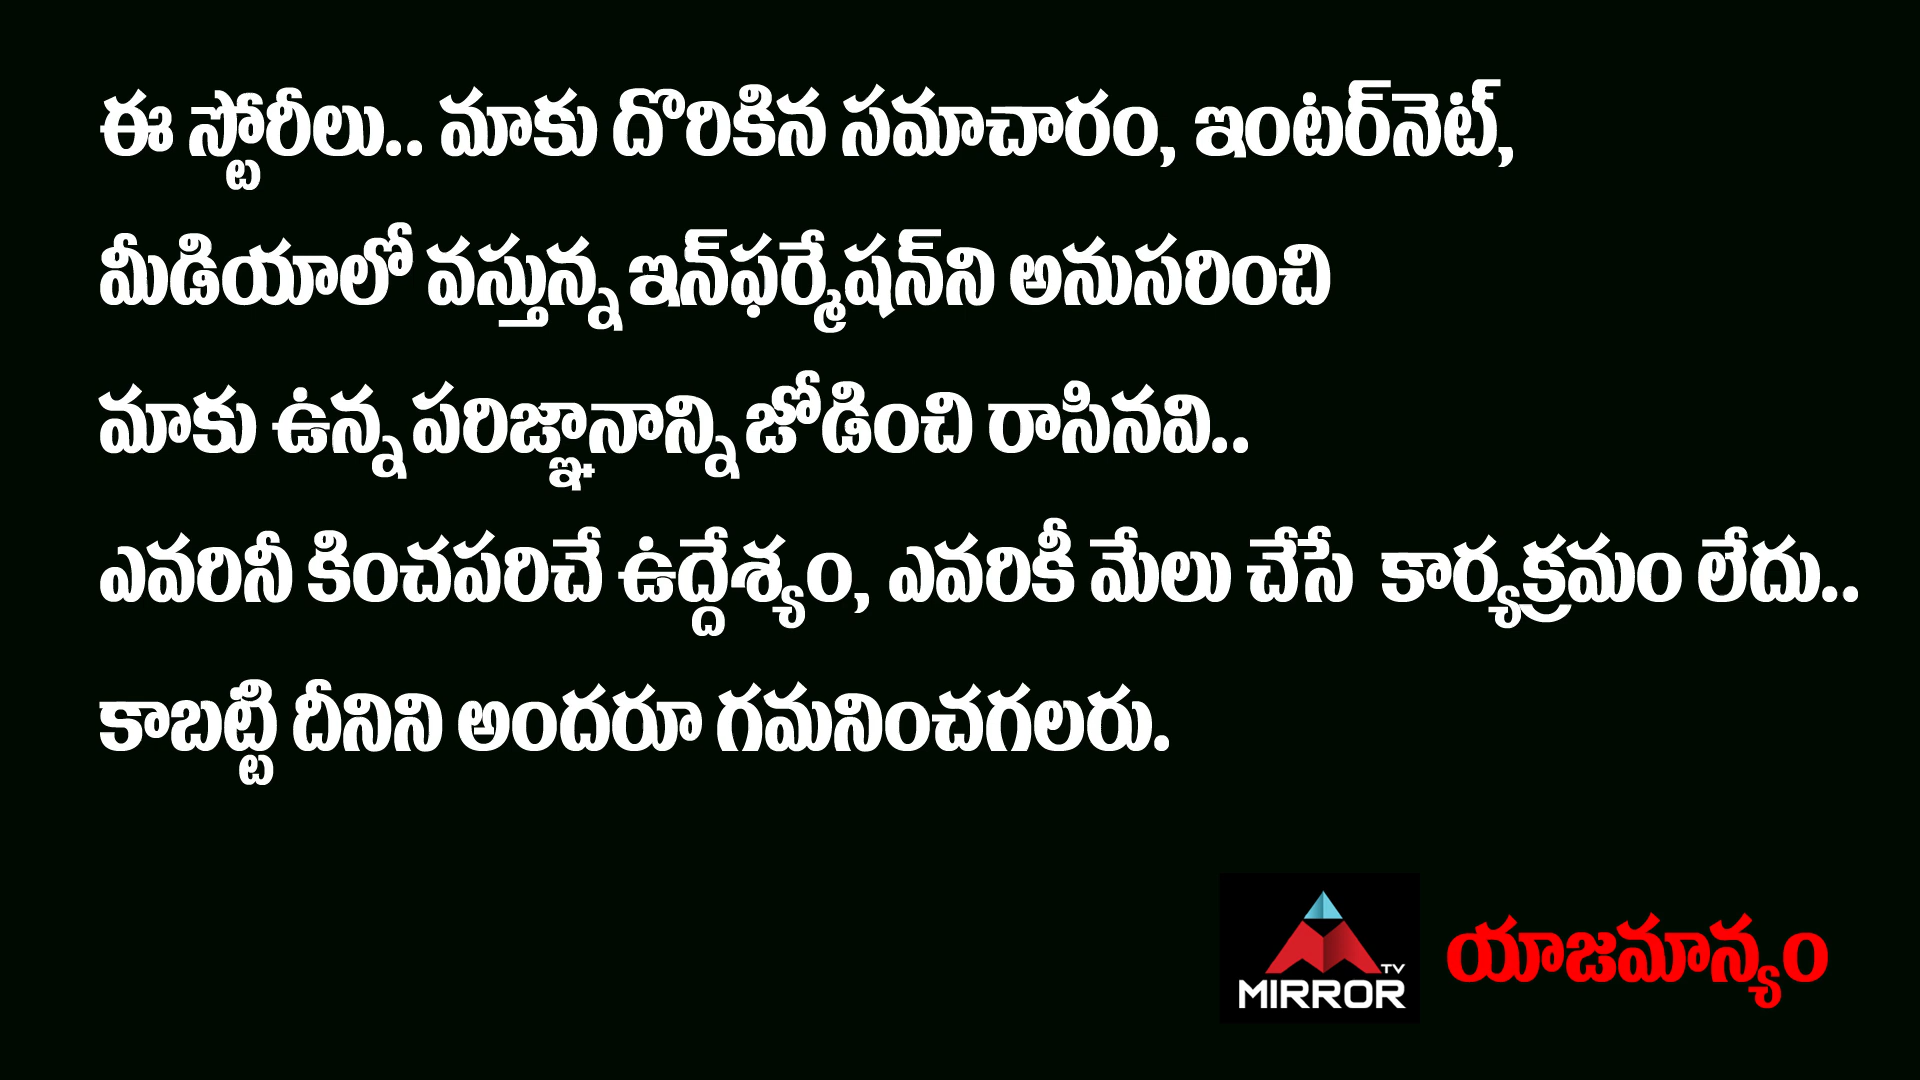 ఈ స్టోరీలు.. మాకు దొరికిన సమాచారం, ఇంటర్‌నెట్,
మీడియాలో వస్తున్న ఇన్‌ఫర్మేషన్‌ని అనుసరించి
మాకు ఉన్న పరిజ్ఞానాన్ని జోడించి రాసినవి..
ఎవరినీ కించపరిచే ఉద్దేశ్యం, ఎవరికీ మేలు చేసే కార్యక్రమం లేదు..
కాబట్టి దీనిని అందరూ గమనించగలరు.
TV
MIRROR
యాజమాన్యం